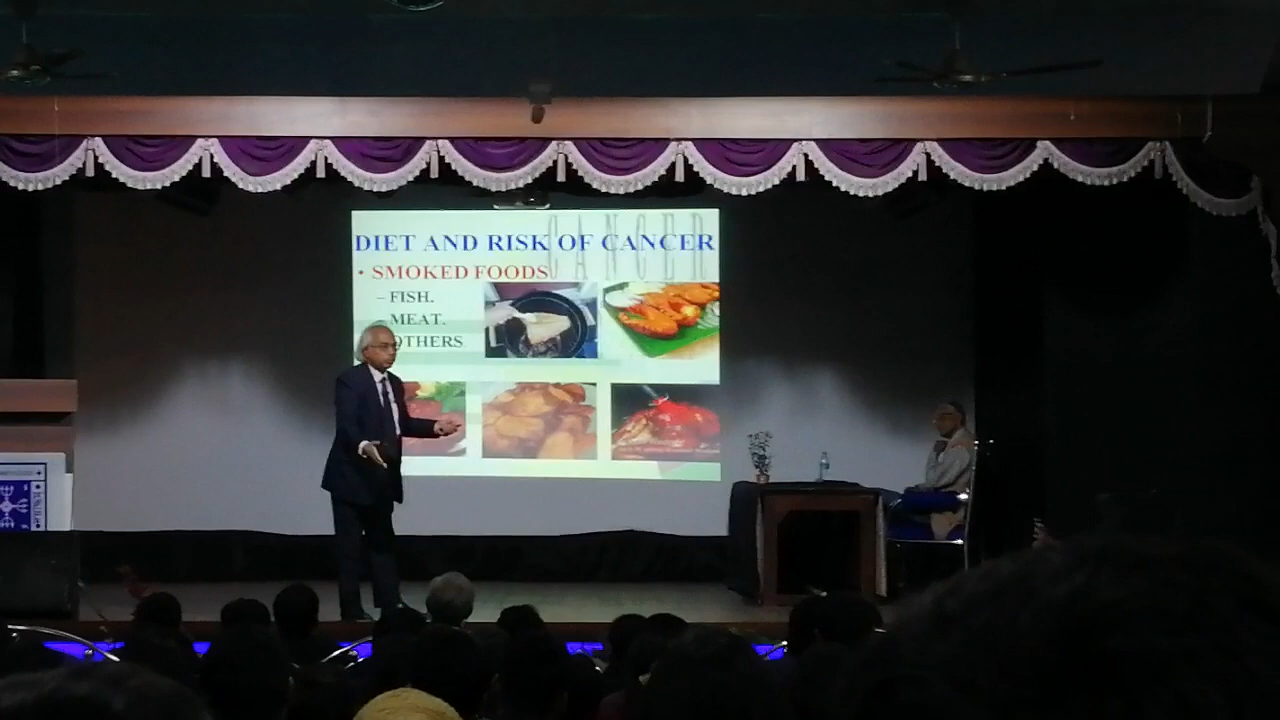 CANCER
DIET AND RISK OF CANCER
• SMOKED FOODS
– FISH.
– MEAT.
OTHERS